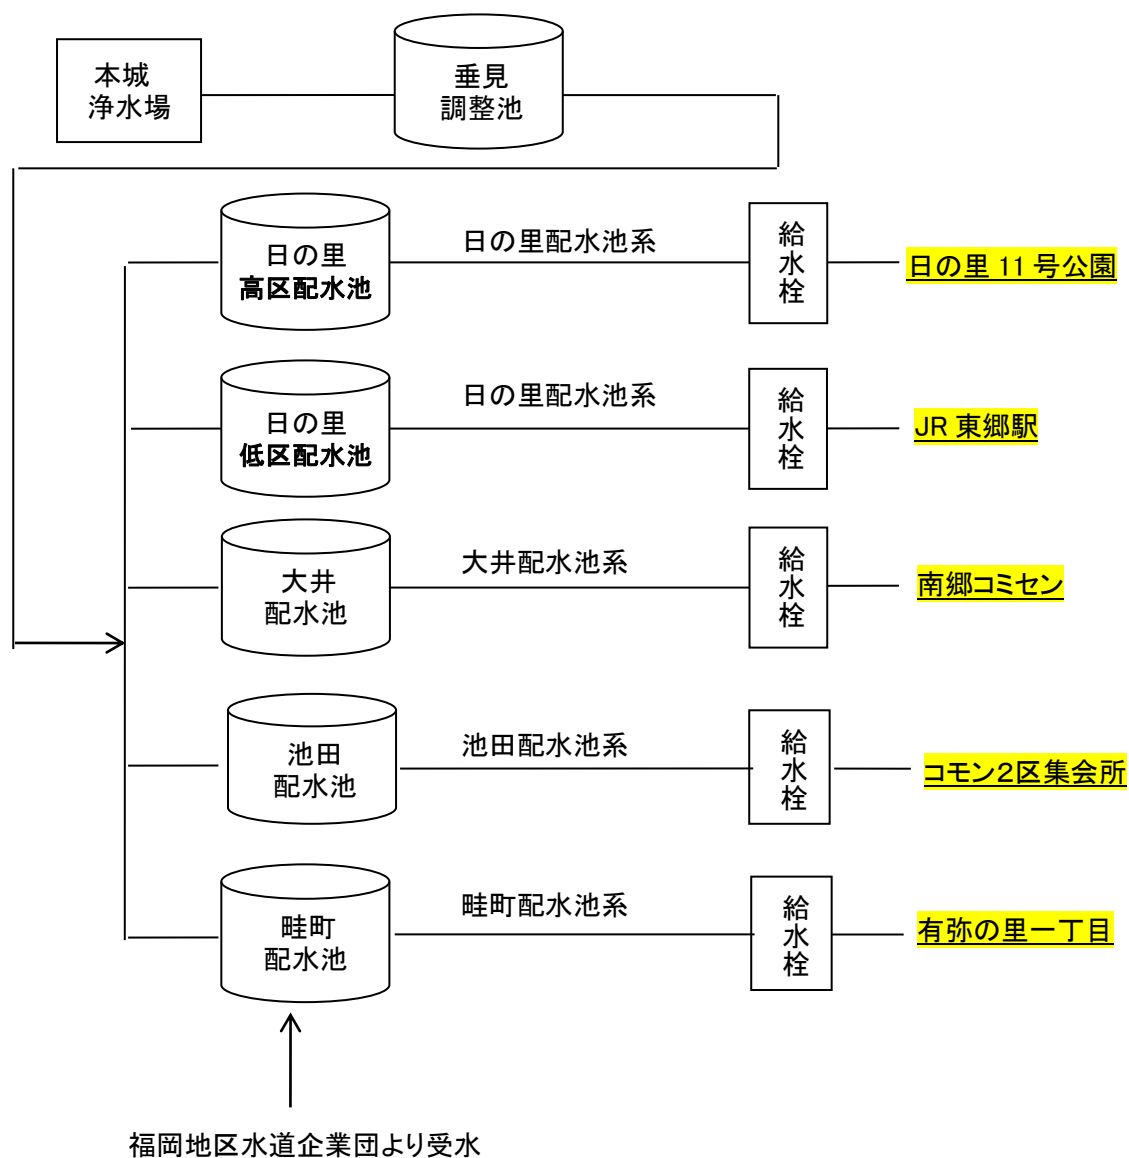 本城
浄水場
垂見
調整池
日の里
高区配水池
日の里配水池系
給水栓
日の里 11 号公園
日の里
低区配水池
日の里配水池系
給水栓
JR 東郷駅
大井
配水池
大井配水池系
給水栓
南郷コミセン
池田
配水池
池田配水池系
給水栓
コモン２区集会所
畦町
配水池
畦町配水池系
給水栓
有弥の里一丁目
福岡地区水道企業団より受水